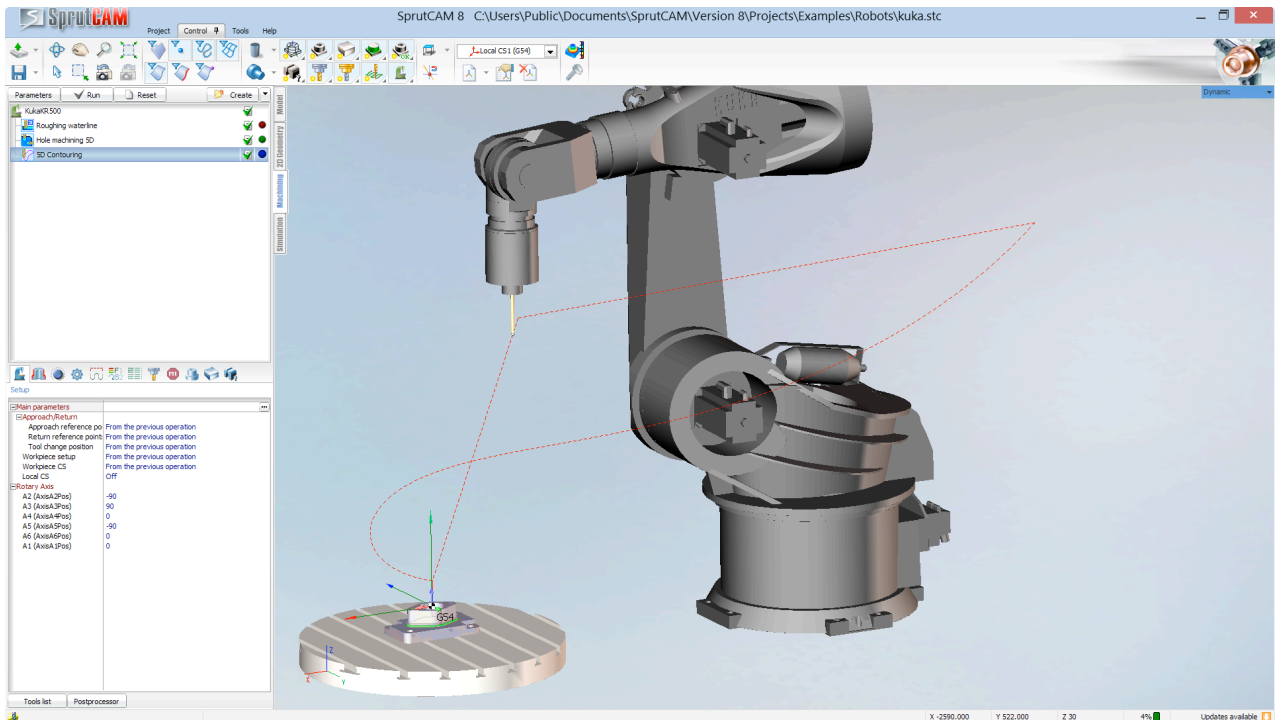 SprutCAM
SprutCAM 8 C:\Users\Public\Documents\SprutCAM\Version 8\Projects\Examples\Robots\kuka.stc
Project Control Tools Help
Local CS1 (G54)
Parameters Run Reset Create
Dynamic
KukaKR500
Roughing waterline
Hole machining 5D
5D Contouring
Model
2D Geometry
Machining
Simulation
Setup
Main parameters
Approach/Return
Approach reference po From the previous operation
Return reference point: From the previous operation
Tool change position From the previous operation
Workpiece setup From the previous operation
Workpiece CS From the previous operation
Local CS Off
Rotary Axis
A2 (AxisA2Pos) -90
A3 (AxisA3Pos) 90
A4 (AxisA4Pos) 0
A5 (AxisA5Pos) -90
A6 (AxisA6Pos) 0
A1 (AxisA1Pos) 0
G54
Z
X
Y
Tools list Postprocessor
X -2590.000 Y 522.000 Z 30 4% Updates available